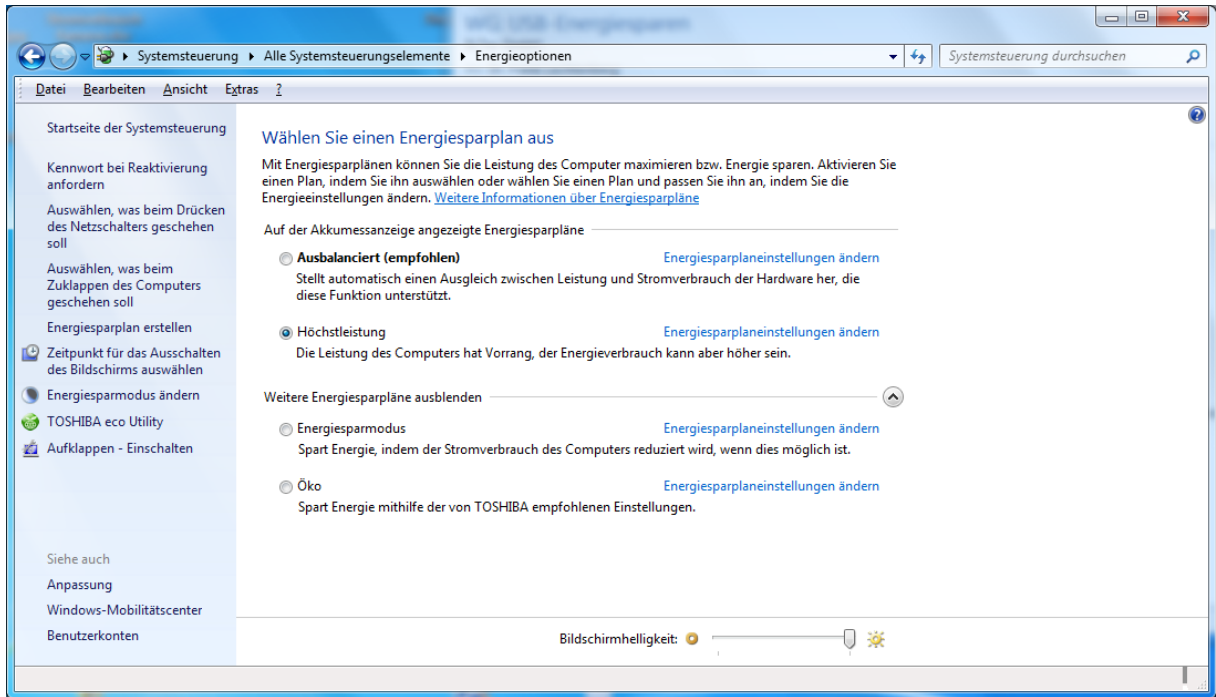 WG USB-Energiesparen
Systemsteuerung
Alle Systemsteuerungselemente
Energieoptionen
Systemsteuerung durchsuchen
Datei Bearbeiten Ansicht Extras ?
Startseite der Systemsteuerung
Kennwort bei Reaktivierung
anfordern
Auswählen, was beim Drücken
des Netzschalters geschehen
soll
Auswählen, was beim
Zuklappen des Computers
geschehen soll
Energiesparplan erstellen
Zeitpunkt für das Ausschalten
des Bildschirms auswählen
Energiesparmodus ändern
TOSHIBA eco Utility
Aufklappen - Einschalten
Siehe auch
Anpassung
Windows-Mobilitätscenter
Benutzerkonten
Wählen Sie einen Energiesparplan aus
Mit Energiesparplänen können Sie die Leistung des Computer maximieren bzw. Energie sparen. Aktivieren Sie
einen Plan, indem Sie ihn auswählen oder wählen Sie einen Plan und passen Sie ihn an, indem Sie die
Energieeinstellungen ändern. Weitere Informationen über Energiesparpläne
Auf der Akkumessanzeige angezeigte Energiesparpläne
Ausbalanciert (empfohlen) Energiesparplaneinstellungen ändern
Stellt automatisch einen Ausgleich zwischen Leistung und Stromverbrauch der Hardware her, die
diese Funktion unterstützt.
Höchstleistung Energiesparplaneinstellungen ändern
Die Leistung des Computers hat Vorrang, der Energieverbrauch kann aber höher sein.
Weitere Energiesparpläne ausblenden
Energiesparmodus Energiesparplaneinstellungen ändern
Spart Energie, indem der Stromverbrauch des Computers reduziert wird, wenn dies möglich ist.
Öko Energiesparplaneinstellungen ändern
Spart Energie mithilfe der von TOSHIBA empfohlenen Einstellungen.
Bildschirmhelligkeit: